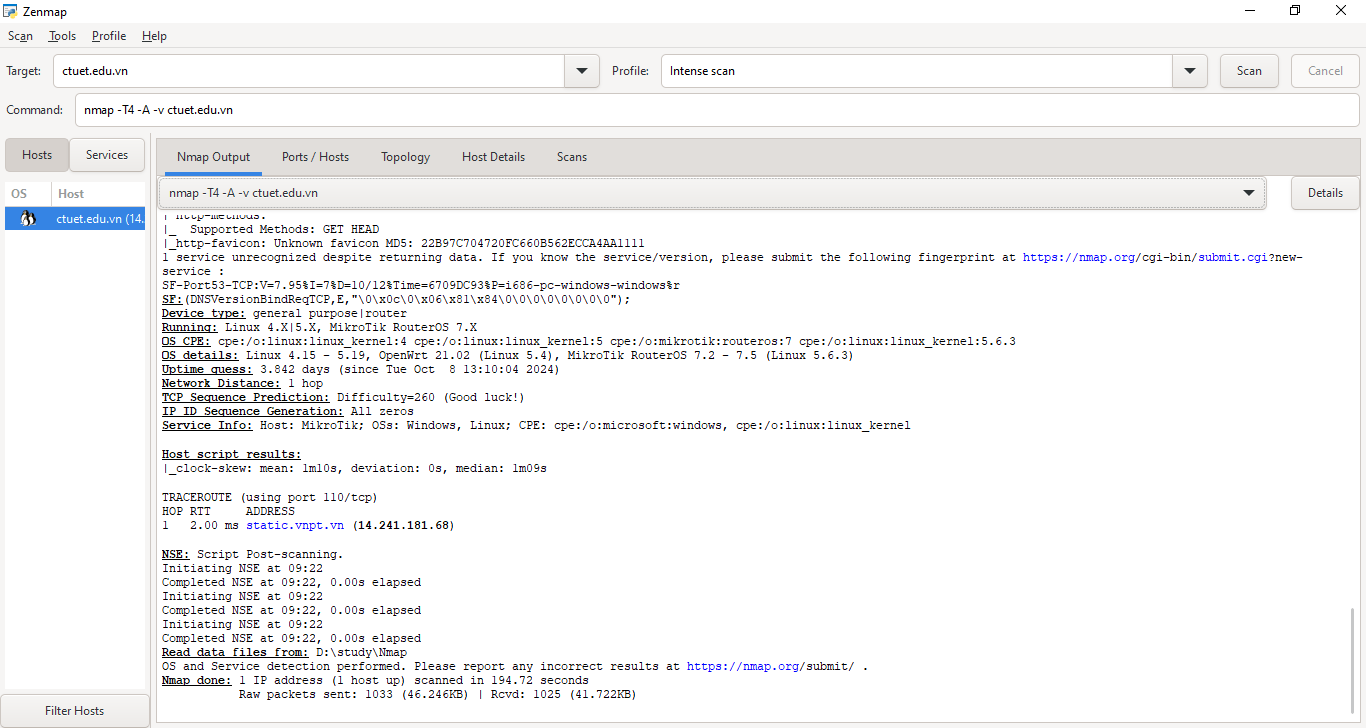 Zenmap
Scan Tools Profile Help
Target: ctuet.edu.vn Profile: Intense scan Scan Cancel
Command: nmap -T4 -A -v ctuet.edu.vn
Hosts Services
OS Host
ctuet.edu.vn (14.
Filter Hosts
Nmap Output Ports / Hosts Topology Host Details Scans
nmap -T4 -A -v ctuet.edu.vn Details
| http-methods:
|_  Supported Methods: GET HEAD
|_http-favicon: Unknown favicon MD5: 22B97C704720FC660B562ECCA4AA1111
1 service unrecognized despite returning data. If you know the service/version, please submit the following fingerprint at https://nmap.org/cgi-bin/submit.cgi?new-
service :
SF-Port53-TCP:V=7.95%I=7%D=10/12%Time=6709DC93%P=i686-pc-windows-windows%r
SF:(DNSVersionBindReqTCP,E,"\0\x0c\0\x06\x81\x84\0\0\0\0\0\0\0\0");
Device type: general purpose|router
Running: Linux 4.X|5.X, MikroTik RouterOS 7.X
OS CPE: cpe:/o:linux:linux_kernel:4 cpe:/o:linux:linux_kernel:5 cpe:/o:mikrotik:routeros:7 cpe:/o:linux:linux_kernel:5.6.3
OS details: Linux 4.15 - 5.19, OpenWrt 21.02 (Linux 5.4), MikroTik RouterOS 7.2 - 7.5 (Linux 5.6.3)
Uptime guess: 3.842 days (since Tue Oct  8 13:10:04 2024)
Network Distance: 1 hop
TCP Sequence Prediction: Difficulty=260 (Good luck!)
IP ID Sequence Generation: All zeros
Service Info: Host: MikroTik; OSs: Windows, Linux; CPE: cpe:/o:microsoft:windows, cpe:/o:linux:linux_kernel
Host script results:
|_clock-skew: mean: 1m10s, deviation: 0s, median: 1m09s
TRACEROUTE (using port 110/tcp)
HOP RTT     ADDRESS
1   2.00 ms static.vnpt.vn (14.241.181.68)
NSE: Script Post-scanning.
Initiating NSE at 09:22
Completed NSE at 09:22, 0.00s elapsed
Initiating NSE at 09:22
Completed NSE at 09:22, 0.00s elapsed
Initiating NSE at 09:22
Completed NSE at 09:22, 0.00s elapsed
Read data files from: D:\study\Nmap
OS and Service detection performed. Please report any incorrect results at https://nmap.org/submit/ .
Nmap done: 1 IP address (1 host up) scanned in 194.72 seconds
Raw packets sent: 1033 (46.246KB) | Rcvd: 1025 (41.722KB)